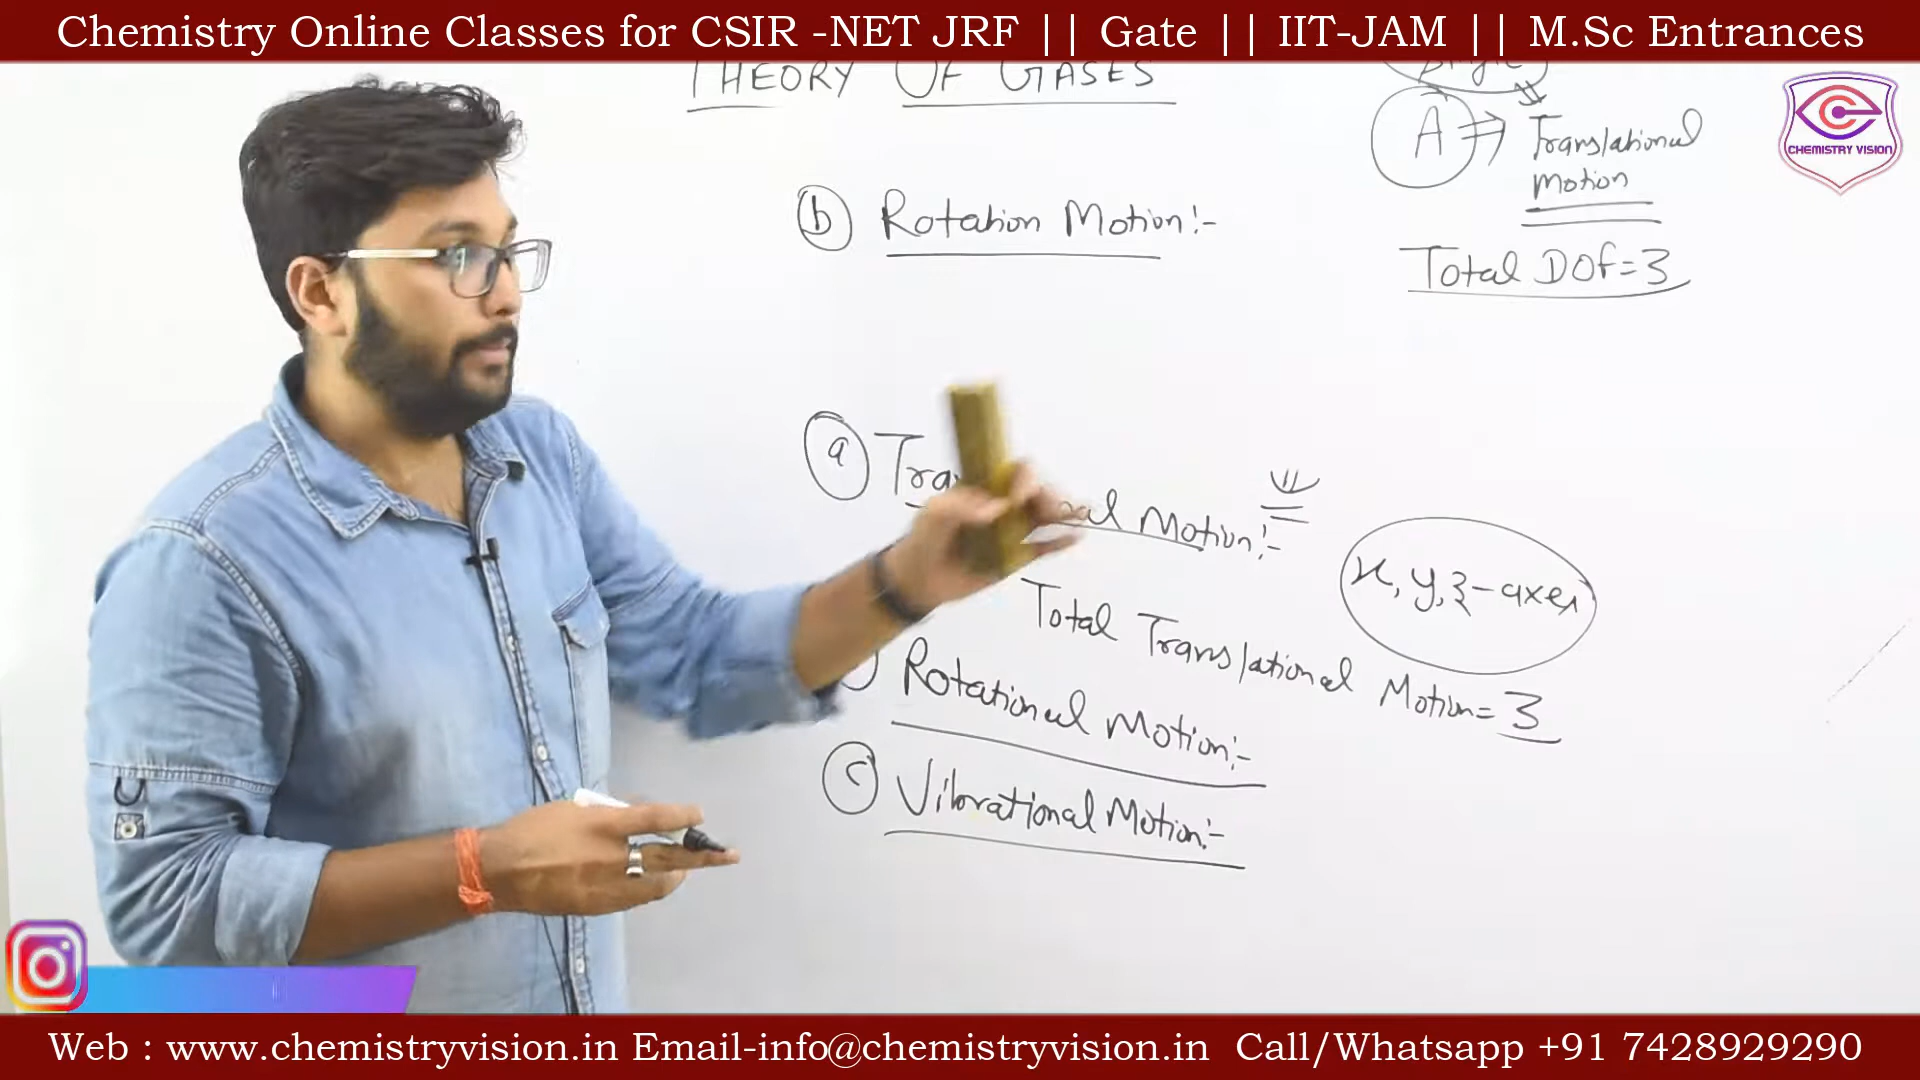 Chemistry Online Classes for CSIR -NET JRF || Gate || IIT-JAM || M.Sc Entrances
THEORY OF GASES
A ⇒ Translational
Motion
Total DOF=3
CHEMISTRY VISION
(b) Rotation Motion:-
(a) Tra nal Motion:-
x, y, z-axes
Total Translational Motion=3
Rotational Motion:-
(c) Vibrational Motion:-
Web : www.chemistryvision.in Email-info@chemistryvision.in Call/Whatsapp +91 7428929290